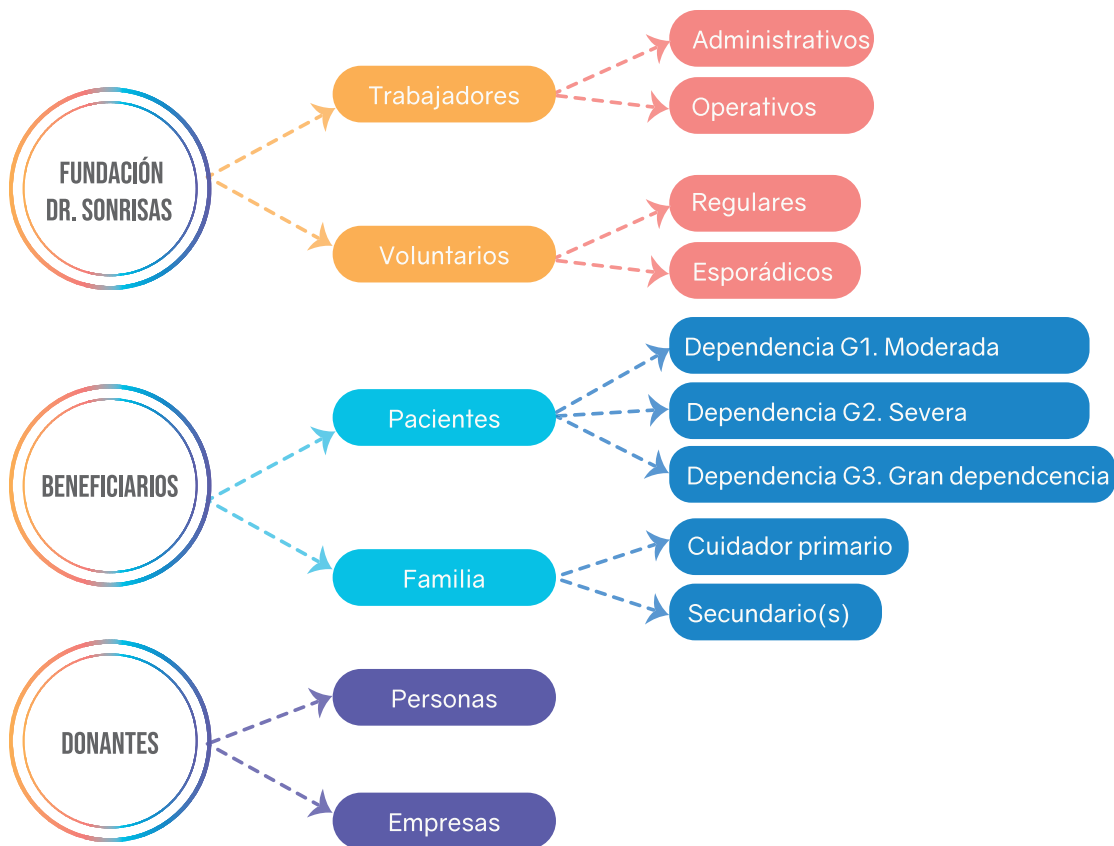 FUNDACIÓN
DR. SONRISAS
Trabajadores
Administrativos
Operativos
Voluntarios
Regulares
Esporádicos
BENEFICIARIOS
Pacientes
Dependencia G1. Moderada
Dependencia G2. Severa
Dependencia G3. Gran dependcencia
Familia
Cuidador primario
Secundario(s)
DONANTES
Personas
Empresas